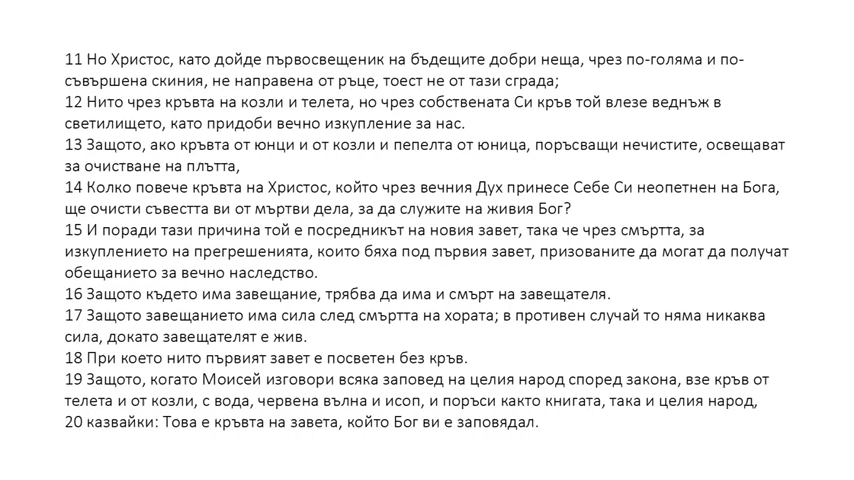 11 Но Христос, като дойде първосвещеник на бъдещите добри неща, чрез по-голяма и по-
съвършена скиния, не направена от ръце, тоест не от тази сграда;
12 Нито чрез кръвта на козли и телета, но чрез собствената Си кръв той влезе веднъж в
светилището, като придоби вечно изкупление за нас.
13 Защото, ако кръвта от юнци и от козли и пепелта от юница, поръсващи нечистите, освещават
за очистване на плътта,
14 Колко повече кръвта на Христос, който чрез вечния Дух принесе Себе Си неопетнен на Бога,
ще очисти съвестта ви от мъртви дела, за да служите на живия Бог?
15 И поради тази причина той е посредникът на новия завет, така че чрез смъртта, за
изкуплението на прегрешенията, които бяха под първия завет, призованите да могат да получат
обещанието за вечно наследство.
16 Защото където има завещание, трябва да има и смърт на завещателя.
17 Защото завещанието има сила след смъртта на хората; в противен случай то няма никаква
сила, докато завещателят е жив.
18 При което нито първият завет е посветен без кръв.
19 Защото, когато Моисей изговори всяка заповед на целия народ според закона, взе кръв от
телета и от козли, с вода, червена вълна и исоп, и поръси както книгата, така и целия народ,
20 казвайки: Това е кръвта на завета, който Бог ви е заповядал.